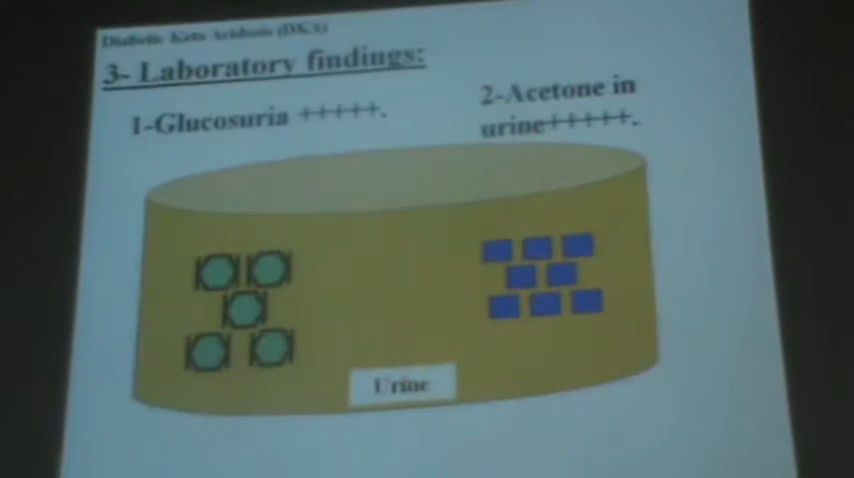 Diabetic Keto Acidosis (DKA)
3- Laboratory findings:
1-Glucosuria +++++.
2-Acetone in
urine+++++.
Urine